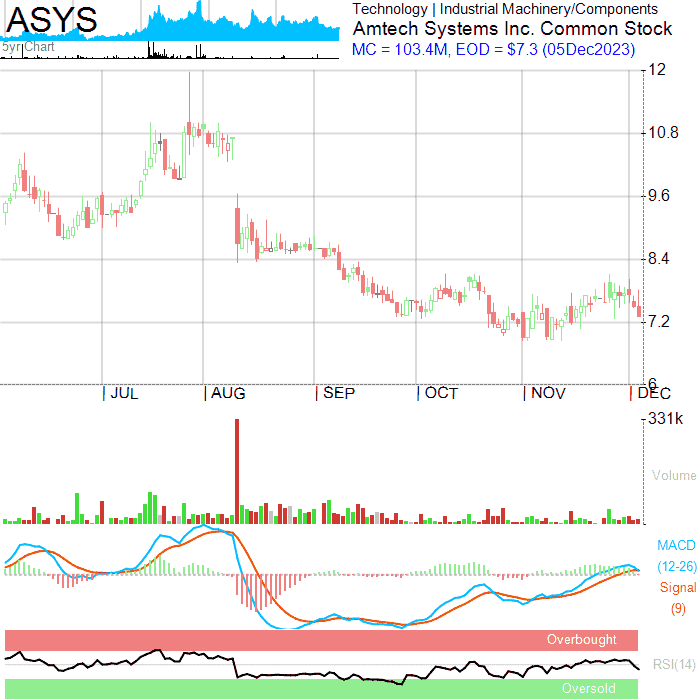 ASYS
5yr Chart
Technology | Industrial Machinery/Components
Amtech Systems Inc. Common Stock
MC = 103.4M, EOD = $7.3 (05Dec2023)
12
10.8
9.6
8.4
7.2
6
JUL
AUG
SEP
OCT
NOV
DEC
331k
Volume
MACD
(12-26)
Signal
(9)
Overbought
RSI(14)
Oversold